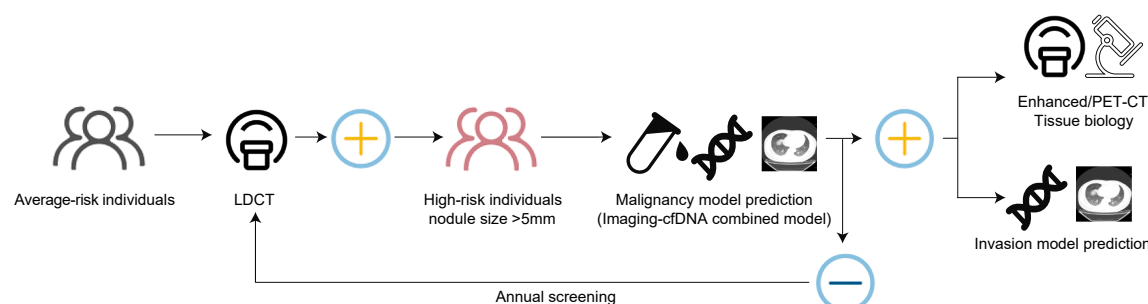 Average-risk individuals
LDCT
High-risk individuals
nodule size >5mm
Malignancy model prediction
(Imaging-cfDNA combined model)
Enhanced/PET-CT
Tissue biology
Invasion model prediction
Annual screening